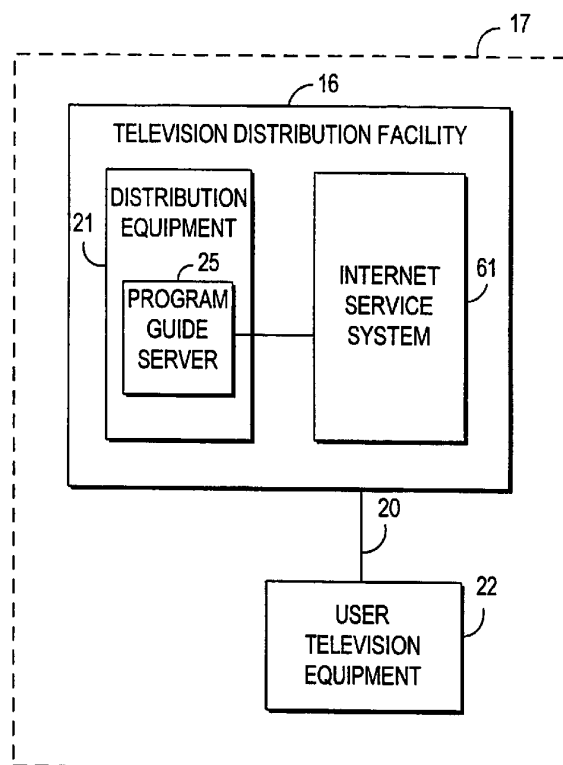 17
16
TELEVISION DISTRIBUTION FACILITY
DISTRIBUTION
EQUIPMENT
21
25
PROGRAM
GUIDE
SERVER
INTERNET
SERVICE
SYSTEM
61
20
22
USER
TELEVISION
EQUIPMENT